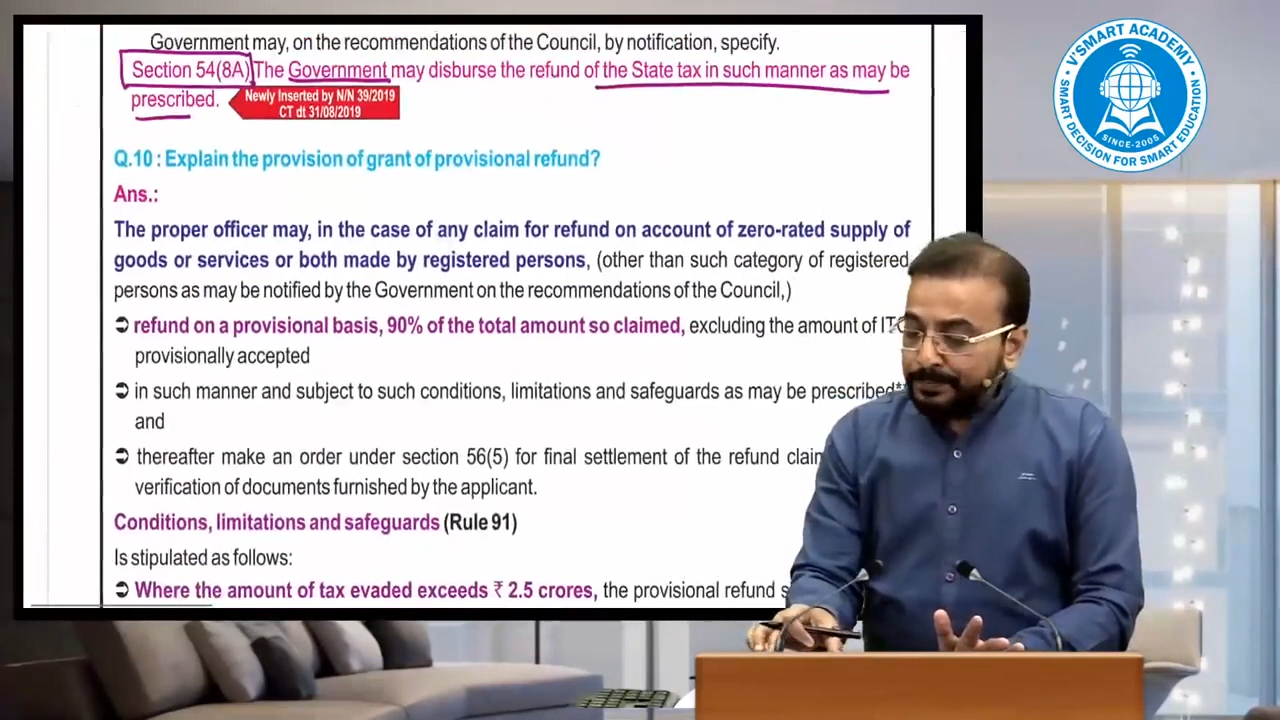 Government may, on the recommendations of the Council, by notification, specify.
Section 54(8A) The Government may disburse the refund of the State tax in such manner as may be
prescribed.
Newly Inserted by N/N 39/2019
CT dt 31/08/2019
Q.10 : Explain the provision of grant of provisional refund?
Ans.:
The proper officer may, in the case of any claim for refund on account of zero-rated supply of
goods or services or both made by registered persons, (other than such category of registered
persons as may be notified by the Government on the recommendations of the Council,)
➲ refund on a provisional basis, 90% of the total amount so claimed, excluding the amount of ITC
provisionally accepted
➲ in such manner and subject to such conditions, limitations and safeguards as may be prescribed**
and
➲ thereafter make an order under section 56(5) for final settlement of the refund claim
verification of documents furnished by the applicant.
Conditions, limitations and safeguards (Rule 91)
Is stipulated as follows:
➲ Where the amount of tax evaded exceeds ₹ 2.5 crores, the provisional refund
V'SMART ACADEMY
SMART DECISION FOR SMART EDUCATION
SINCE-2005